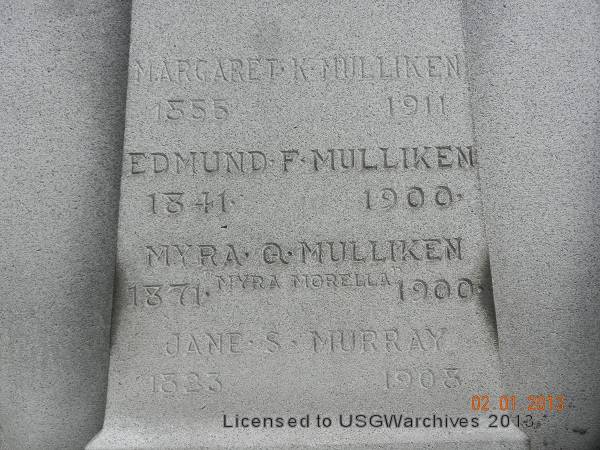 MARGARET·K·MULLIKEN
1855 1911
EDMUND·F·MULLIKEN
1841· 1900·
MYRA·Q·MULLIKEN
"MYRA MORELLA"
1871· 1900·
JANE·S·MURRAY
1823 1908
02.01.2013
Licensed to USGWarchives 2013.